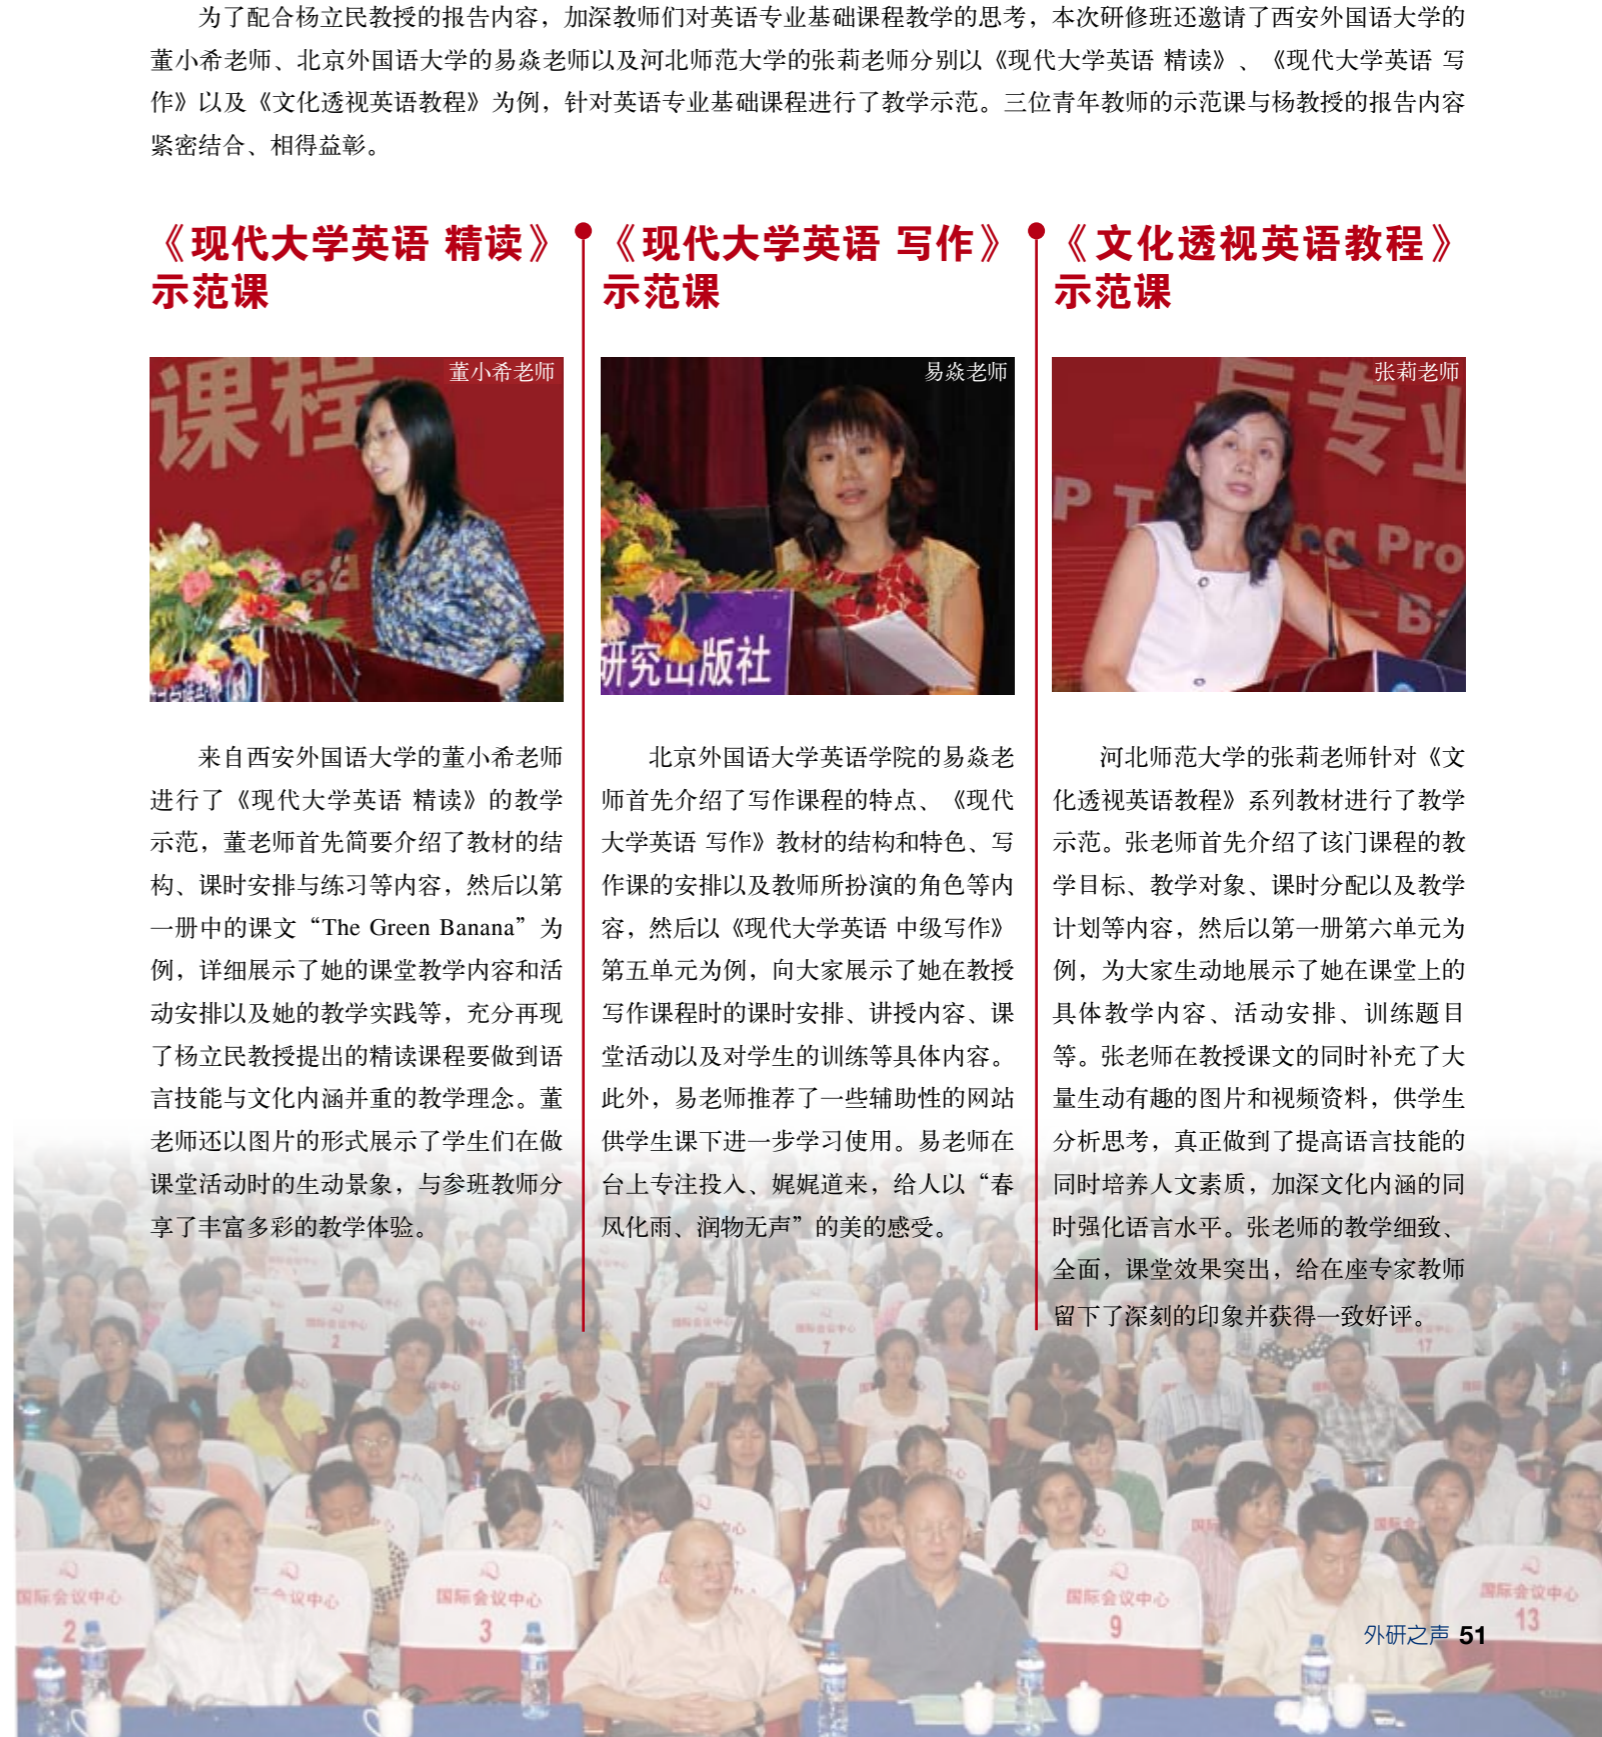 为了配合杨立民教授的报告内容，加深教师们对英语专业基础课程教学的思考，本次研修班还邀请了西安外国语大学的
董小希老师、北京外国语大学的易焱老师以及河北师范大学的张莉老师分别以《现代大学英语 精读》、《现代大学英语 写
作》以及《文化透视英语教程》为例，针对英语专业基础课程进行了教学示范。三位青年教师的示范课与杨教授的报告内容
紧密结合、相得益彰。
《现代大学英语 精读》
示范课
课程
董小希老师
来自西安外国语大学的董小希老师
进行了《现代大学英语 精读》的教学
示范，董老师首先简要介绍了教材的结
构、课时安排与练习等内容，然后以第
一册中的课文“The Green Banana”为
例，详细展示了她的课堂教学内容和活
动安排以及她的教学实践等，充分再现
了杨立民教授提出的精读课程要做到语
言技能与文化内涵并重的教学理念。董
老师还以图片的形式展示了学生们在做
课堂活动时的生动景象，与参班教师分
享了丰富多彩的教学体验。
《现代大学英语 写作》
示范课
易焱老师
研究出版社
北京外国语大学英语学院的易焱老
师首先介绍了写作课程的特点、《现代
大学英语 写作》教材的结构和特色、写
作课的安排以及教师所扮演的角色等内
容，然后以《现代大学英语 中级写作》
第五单元为例，向大家展示了她在教授
写作课程时的课时安排、讲授内容、课
堂活动以及对学生的训练等具体内容。
此外，易老师推荐了一些辅助性的网站
供学生课下进一步学习使用。易老师在
台上专注投入、娓娓道来，给人以“春
风化雨、润物无声”的美的感受。
《文化透视英语教程》
示范课
张莉老师
专业
P T ng Pro
Ba
河北师范大学的张莉老师针对《文
化透视英语教程》系列教材进行了教学
示范。张老师首先介绍了该门课程的教
学目标、教学对象、课时分配以及教学
计划等内容，然后以第一册第六单元为
例，为大家生动地展示了她在课堂上的
具体教学内容、活动安排、训练题目
等。张老师在教授课文的同时补充了大
量生动有趣的图片和视频资料，供学生
分析思考，真正做到了提高语言技能的
同时培养人文素质，加深文化内涵的同
时强化语言水平。张老师的教学细致、
全面，课堂效果突出，给在座专家教师
留下了深刻的印象并获得一致好评。
国际会议中心
2
国际会议中心
7
17
国际会议中心
2
会议中心
国际会议中心
3
国际会议中心
9
国际会议中心
13
外研之声 51